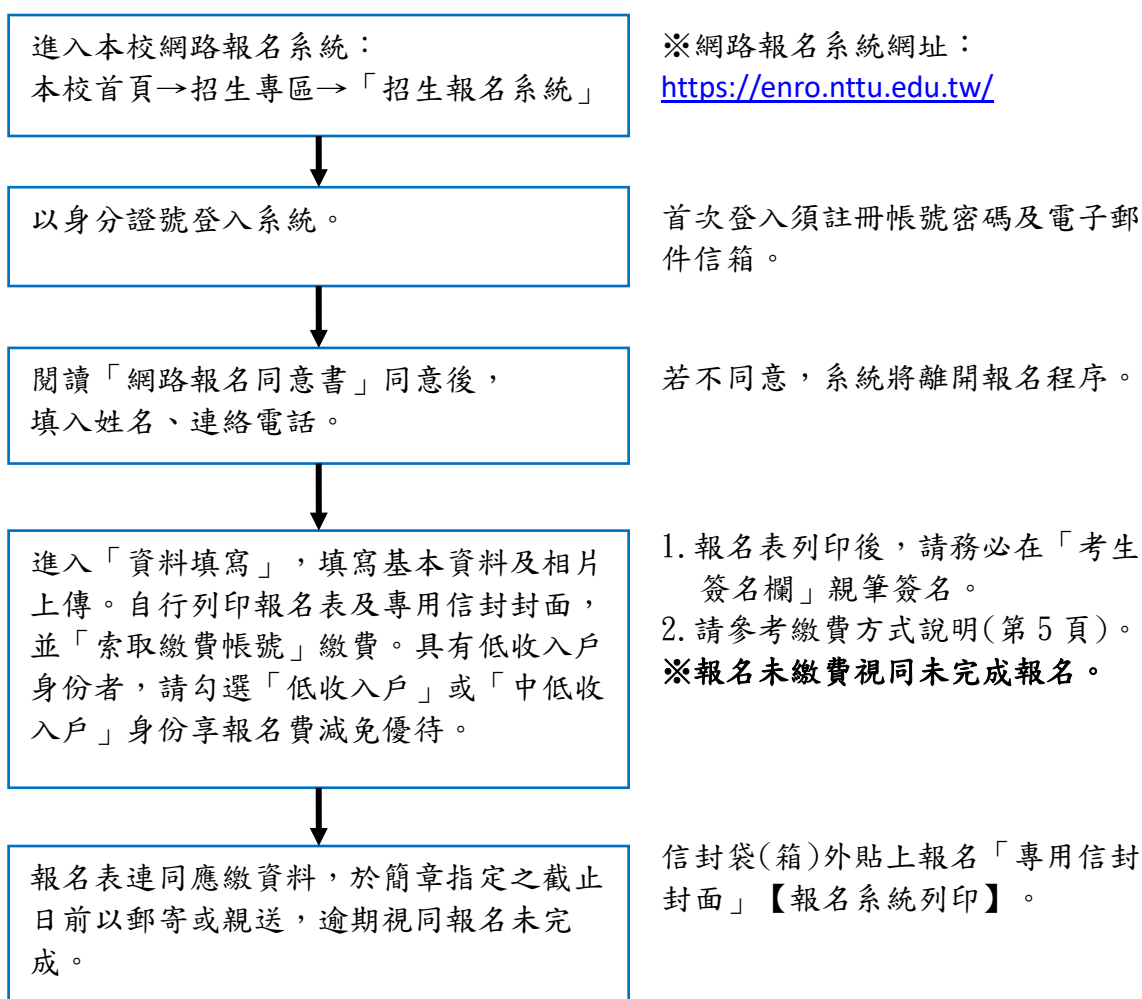 進入本校網路報名系統：
本校首頁→招生專區→「招生報名系統」
※網路報名系統網址：
https://enro.nttu.edu.tw/
以身分證號登入系統。
首次登入須註冊帳號密碼及電子郵
件信箱。
閱讀「網路報名同意書」同意後，
填入姓名、連絡電話。
若不同意，系統將離開報名程序。
進入「資料填寫」，填寫基本資料及相片
上傳。自行列印報名表及專用信封封面，
並「索取繳費帳號」繳費。具有低收入戶
身份者，請勾選「低收入戶」或「中低收
入戶」身份享報名費減免優待。
1.報名表列印後，請務必在「考生
簽名欄」親筆簽名。
2.請參考繳費方式說明(第 5 頁)。
※報名未繳費視同未完成報名。
報名表連同應繳資料，於簡章指定之截止
日前以郵寄或親送，逾期視同報名未完
成。
信封袋(箱)外貼上報名「專用信封
封面」【報名系統列印】。